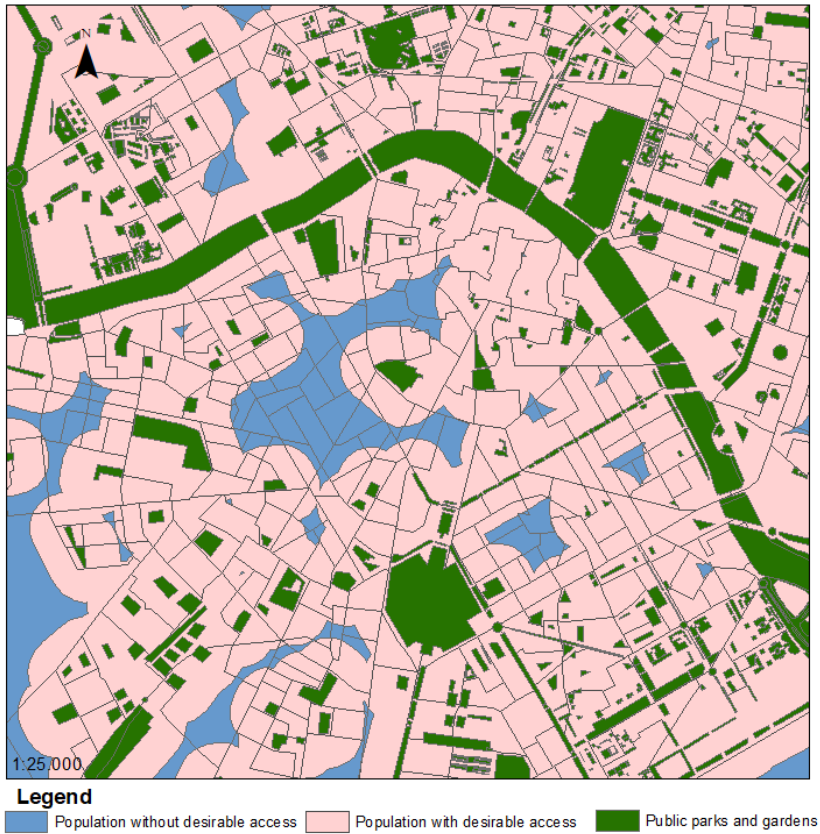 N
1:25.000
Legend
Population without desirable access
Population with desirable access
Public parks and gardens